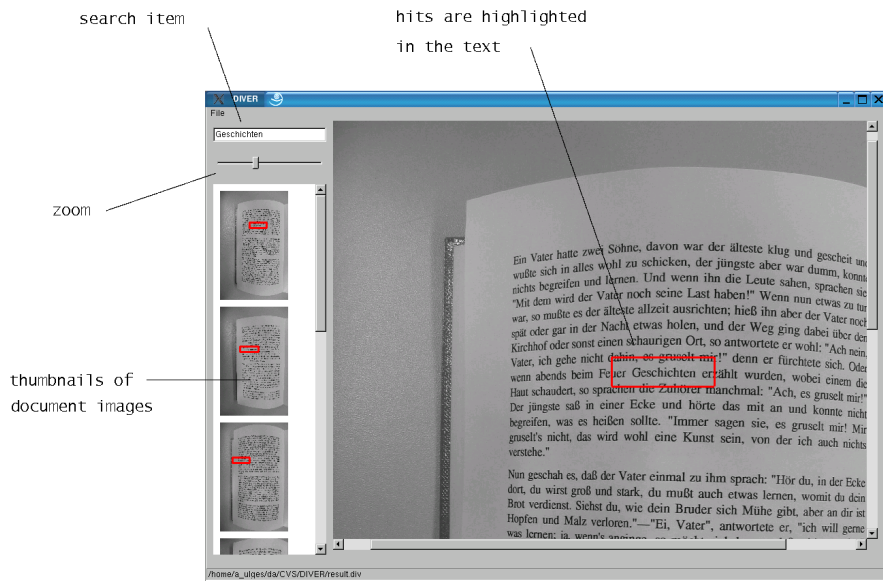 search item
hits are highlighted
in the text
DIVER
File
Geschichten
zoom
thumbnails of
document images
Ein Vater hatte zwei Söhne, davon war der älteste klug und gescheit und
wußte sich in alles wohl zu schicken, der jüngste aber war dumm, konnte
nichts begreifen und lernen. Und wenn ihn die Leute sahen, sprachen sie
"Mit dem wird der Vater noch seine Last haben!" Wenn nun etwas zu tun
war, so mußte es der älteste allzeit ausrichten; hieß ihn aber der Vater noch
spät oder gar in der Nacht etwas holen, und der Weg ging dabei über den
Kirchhof oder sonst einen schaurigen Ort, so antwortete er wohl: "Ach nein,
Vater, ich gehe nicht dahin, es gruselt mir!" denn er fürchtete sich. Oder
wenn abends beim Feuer Geschichten erzählt wurden, wobei einem die
Haut schaudert, so sprachen die Zuhörer manchmal: "Ach, es gruselt mir!"
Der jüngste saß in einer Ecke und hörte das mit an und konnte nicht
begreifen, was es heißen sollte. "Immer sagen sie, es gruselt mir! Mir
gruselt's nicht, das wird wohl eine Kunst sein, von der ich auch nichts
verstehe."
Nun geschah es, daß der Vater einmal zu ihm sprach: "Hör du, in der Ecke
dort, du wirst groß und stark, du mußt auch etwas lernen, womit du dein
Brot verdienst. Siehst du, wie dein Bruder sich Mühe gibt, aber an dir ist
Hopfen und Malz verloren."—"Ei, Vater", antwortete er, "ich will gerne
was lernen; ja, wenn's anginge, so möcht
/home/a_ulges/da/CVS/DIVER/result.div